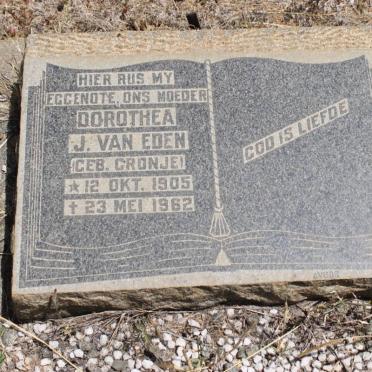 HIER RUS MY
EGGENOTE, ONS MOEDER
DOROTHEA
J. VAN EDEN
(GEB. CRONJE)
* 12 OKT. 1905
† 23 MEI 1962
GOD IS LIEFDE